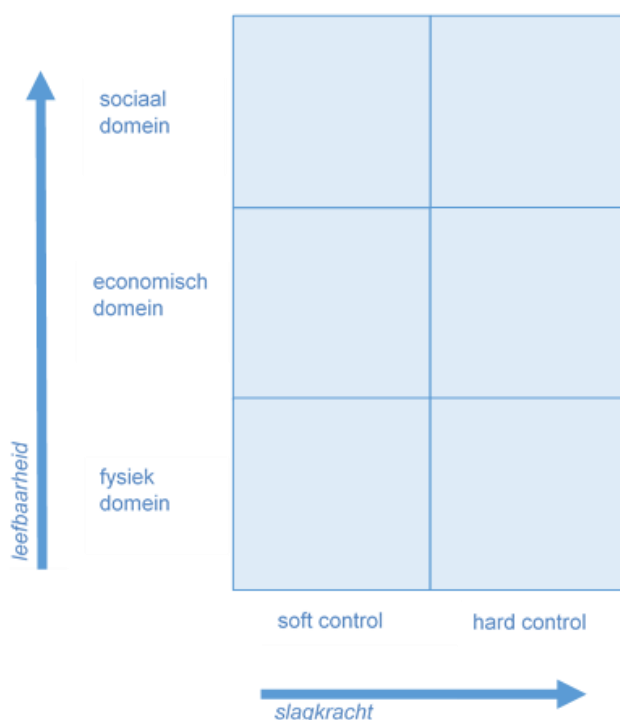 sociaal
domein
economisch
domein
fysiek
domein
leefbaarheid
soft control
hard control
slagkracht